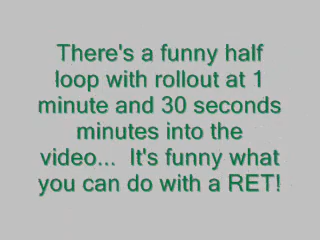 There's a funny half
loop with rollout at 1
minute and 30 seconds
minutes into the
video...  It's funny what
you can do with a RET!